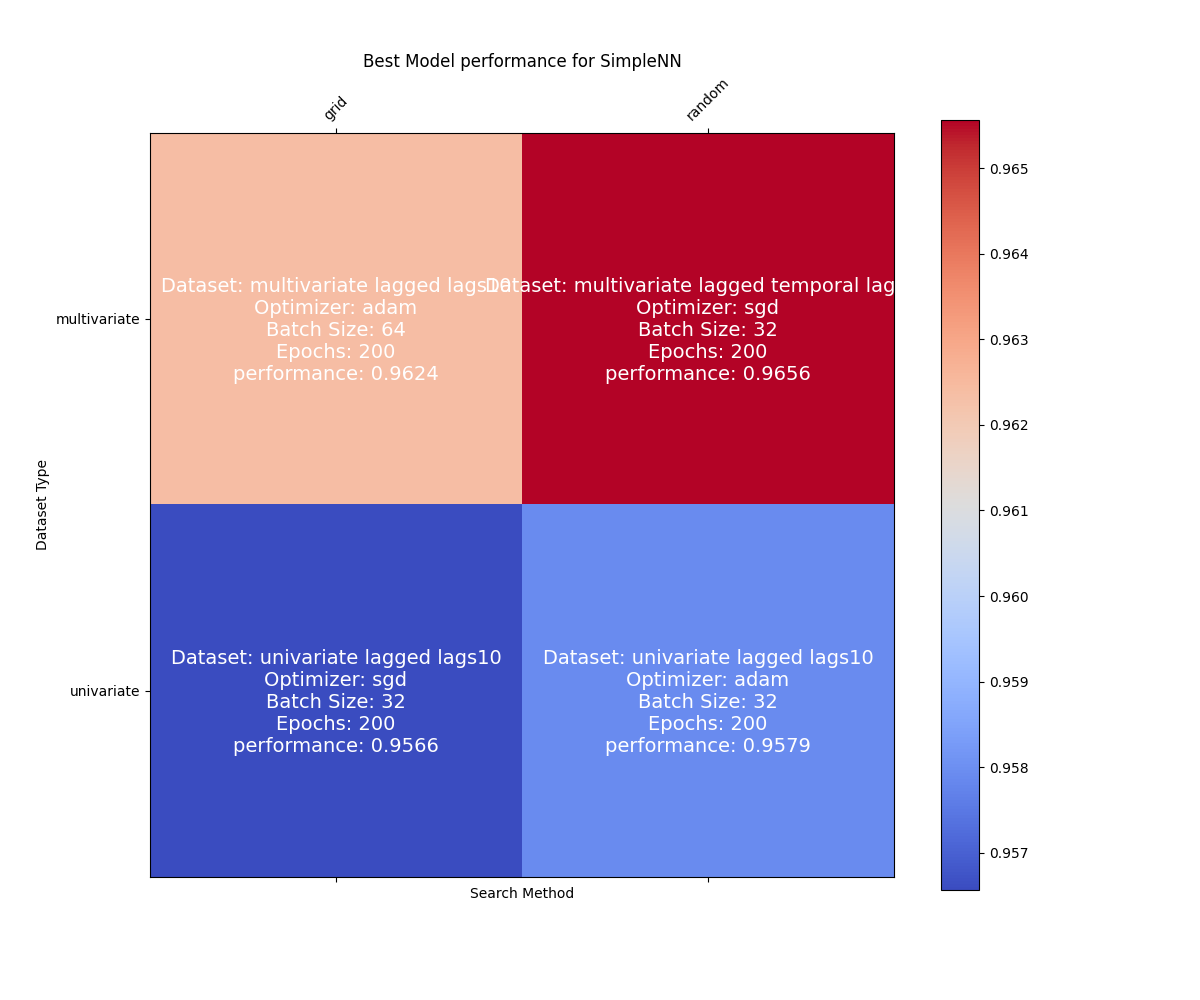 Best Model performance for SimpleNN
grid
random
Dataset: multivariate lagged
Optimizer: adam
Batch Size: 64
Epochs: 200
performance: 0.9624
multivariate lagged temporal lag
Optimizer: sgd
Batch Size: 32
Epochs: 200
performance: 0.9656
multivariate
Dataset: univariate lagged lags10
Optimizer: sgd
Batch Size: 32
Epochs: 200
performance: 0.9566
Dataset: univariate lagged lags10
Optimizer: adam
Batch Size: 32
Epochs: 200
performance: 0.9579
univariate
Dataset Type
Search Method
0.965
0.964
0.963
0.962
0.961
0.960
0.959
0.958
0.957